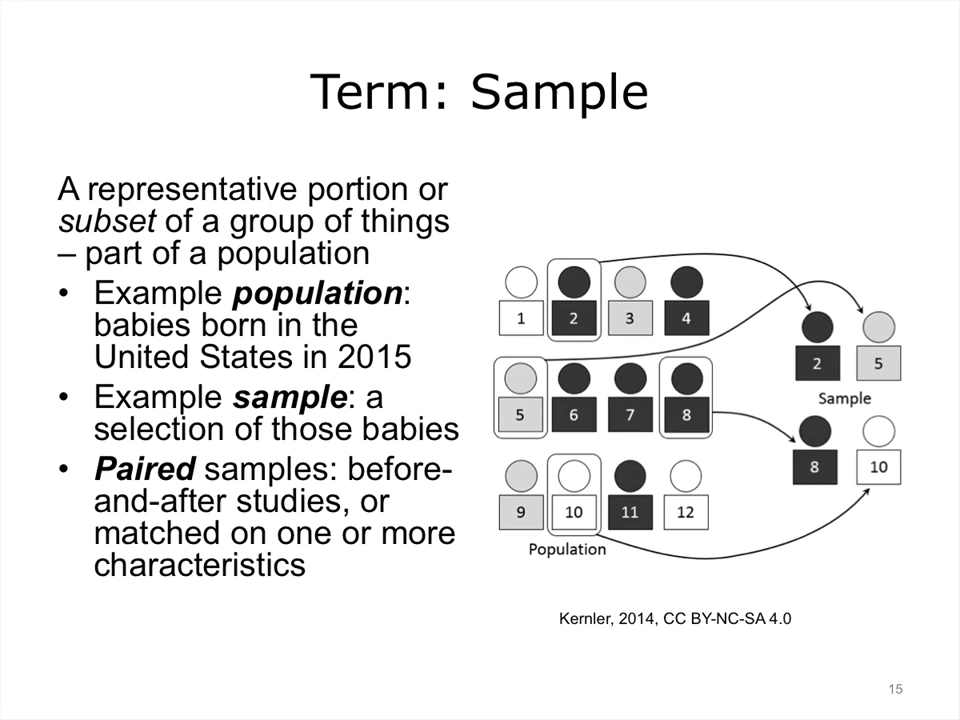 Term: Sample
A representative portion or
subset of a group of things
– part of a population
• Example population:
babies born in the
United States in 2015
• Example sample: a
selection of those babies
• Paired samples: before-
and-after studies, or
matched on one or more
characteristics
1 2 3 4
5 6 7 8
9 10 11 12
Population
2 5
Sample
8 10
Kernler, 2014, CC BY-NC-SA 4.0
15